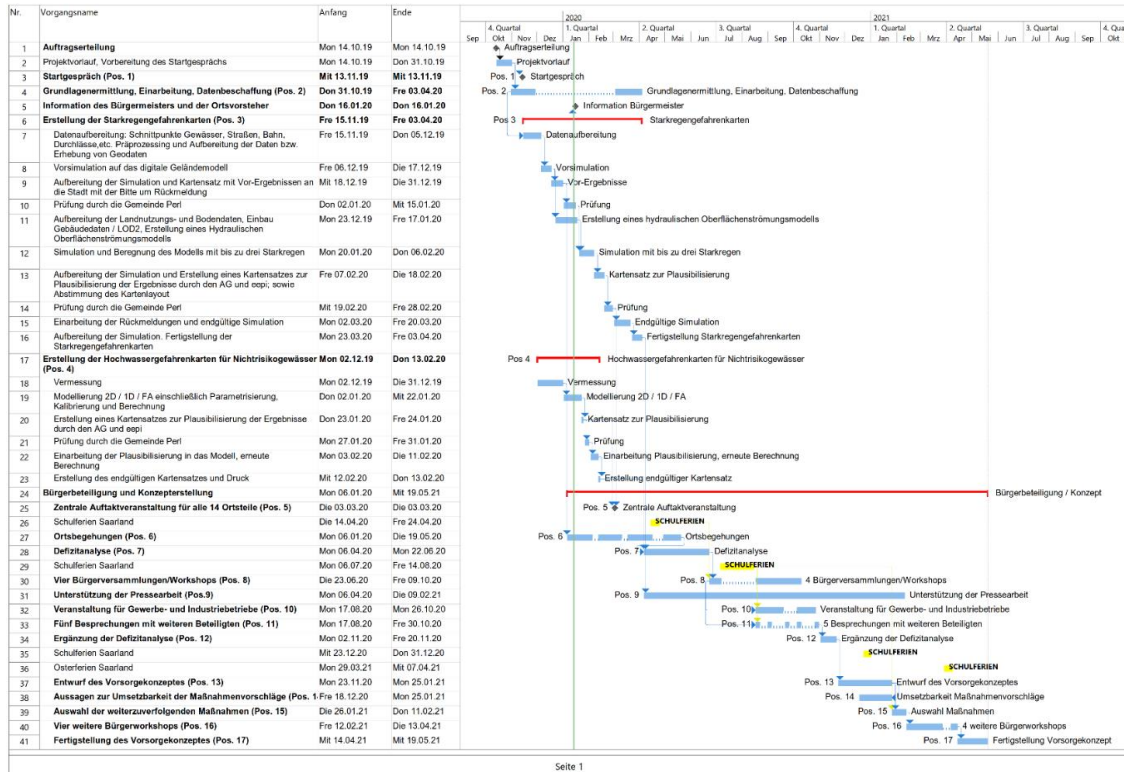 Nr. Vorgangsname Anfang Ende
2020 2021
4. Quartal 1. Quartal 2. Quartal 3. Quartal 4. Quartal 1. Quartal 2. Quartal 3. Quartal 4. Qua
Sep Okt Nov Dez Jan Feb Mrz Apr Mai Jun Jul Aug Sep Okt Nov Dez Jan Feb Mrz Apr Mai Jun Jul Aug Sep Okt
1 Auftragserteilung Mon 14.10.19 Mon 14.10.19 Auftragserteilung
2 Projektvorlauf, Vorbereitung des Startgesprächs Mon 14.10.19 Don 31.10.19 Projektvorlauf
3 Startgespräch (Pos. 1) Mit 13.11.19 Mit 13.11.19 Pos. 1 Startgespräch
4 Grundlagenermittlung, Einarbeitung, Datenbeschaffung (Pos. 2) Don 31.10.19 Fre 03.04.20 Pos. 2 Grundlagenermittlung, Einarbeitung, Datenbeschaffung
5 Information des Bürgermeisters und der Ortsvorsteher Don 16.01.20 Don 16.01.20 Information Bürgermeister
6 Erstellung der Starkregengefahrenkarten (Pos. 3) Fre 15.11.19 Fre 03.04.20 Pos 3 Starkregengefahrenkarten
7 Datenaufbereitung: Schnittpunkte Gewässer, Straßen, Bahn, Fre 15.11.19 Don 05.12.19 Datenaufbereitung
Durchlässe,etc. Präprozessing und Aufbereitung der Daten bzw.
Erhebung von Geodaten
8 Vorsimulation auf das digitale Geländemodell Fre 06.12.19 Die 17.12.19 Vorsimulation
9 Aufbereitung der Simulation und Kartensatz mit Vor-Ergebnissen an Mit 18.12.19 Die 31.12.19 Vor-Ergebnisse
die Stadt mit der Bitte um Rückmeldung
10 Prüfung durch die Gemeinde Perl Don 02.01.20 Mit 15.01.20 Prüfung
11 Aufbereitung der Landnutzungs- und Bodendaten, Einbau Mon 23.12.19 Fre 17.01.20 Erstellung eines hydraulischen Oberflächenströmungsmodells
Gebäudedaten / LOD2, Erstellung eines Hydraulischen
Oberflächenströmungsmodells
12 Simulation und Beregnung des Modells mit bis zu drei Starkregen Mon 20.01.20 Don 06.02.20 Simulation mit bis zu drei Starkregen
13 Aufbereitung der Simulation und Erstellung eines Kartensatzes zur Fre 07.02.20 Die 18.02.20 Kartensatz zur Plausibilisierung
Plausibilisierung der Ergebnisse durch den AG und eepi; sowie
Abstimmung des Kartenlayout
14 Prüfung durch die Gemeinde Perl Mit 19.02.20 Fre 28.02.20 Prüfung
15 Einarbeitung der Rückmeldungen und endgültige Simulation Mon 02.03.20 Fre 20.03.20 Endgültige Simulation
16 Aufbereitung der Simulation. Fertigstellung der Mon 23.03.20 Fre 03.04.20 Fertigstellung Starkregengefahrenkarten
Starkregengefahrenkarten
17 Erstellung der Hochwassergefahrenkarten für Nichtrisikogewässer Mon 02.12.19 Don 13.02.20 Pos 4 Hochwassergefahrenkarten für Nichtrisikogewässer
(Pos. 4)
18 Vermessung Mon 02.12.19 Die 31.12.19 Vermessung
19 Modellierung 2D / 1D / FA einschließlich Parametrisierung, Don 02.01.20 Mit 22.01.20 Modellierung 2D / 1D / FA
Kalibrierung und Berechnung
20 Erstellung eines Kartensatzes zur Plausibilisierung der Ergebnisse Don 23.01.20 Fre 24.01.20 Kartensatz zur Plausibilisierung
durch den AG und eepi
21 Prüfung durch die Gemeinde Perl Mon 27.01.20 Fre 31.01.20 Prüfung
22 Einarbeitung der Plausibilisierung in das Modell, erneute Mon 03.02.20 Die 11.02.20 Einarbeitung Plausibilisierung, erneute Berechnung
Berechnung
23 Erstellung des endgültigen Kartensatzes und Druck Mit 12.02.20 Don 13.02.20 Erstellung endgültiger Kartensatz
24 Bürgerbeteiligung und Konzepterstellung Mon 06.01.20 Mit 19.05.21 Bürgerbeteiligung / Konzept
25 Zentrale Auftaktveranstaltung für alle 14 Ortsteile (Pos. 5) Die 03.03.20 Die 03.03.20 Pos. 5 Zentrale Auftaktveranstaltung
26 Schulferien Saarland Die 14.04.20 Fre 24.04.20 SCHULFERIEN
27 Ortsbegehungen (Pos. 6) Mon 06.01.20 Die 19.05.20 Pos. 6 Ortsbegehungen
28 Defizitanalyse (Pos. 7) Mon 06.04.20 Mon 22.06.20 Pos. 7 Defizitanalyse
29 Schulferien Saarland Mon 06.07.20 Fre 14.08.20 SCHULFERIEN
30 Vier Bürgerversammlungen/Workshops (Pos. 8) Die 23.06.20 Fre 09.10.20 Pos. 8 4 Bürgerversammlungen/Workshops
31 Unterstützung der Pressearbeit (Pos.9) Mon 06.04.20 Die 09.02.21 Pos. 9 Unterstützung der Pressearbeit
32 Veranstaltung für Gewerbe- und Industriebetriebe (Pos. 10) Mon 17.08.20 Mon 26.10.20 Pos. 10 Veranstaltung für Gewerbe- und Industriebetriebe
33 Fünf Besprechungen mit weiteren Beteiligten (Pos. 11) Mon 17.08.20 Fre 30.10.20 Pos. 11 5 Besprechungen mit weiteren Beteiligten
34 Ergänzung der Defizitanalyse (Pos. 12) Mon 02.11.20 Fre 20.11.20 Pos. 12 Ergänzung der Defizitanalyse
35 Schulferien Saarland Mit 23.12.20 Don 31.12.20 SCHULFERIEN
36 Osterferien Saarland Mon 29.03.21 Mit 07.04.21 SCHULFERIEN
37 Entwurf des Vorsorgekonzeptes (Pos. 13) Mon 23.11.20 Mon 25.01.21 Pos. 13 Entwurf des Vorsorgekonzeptes
38 Aussagen zur Umsetzbarkeit der Maßnahmenvorschläge (Pos. 1 Fre 18.12.20 Mon 25.01.21 Pos. 14 Umsetzbarkeit Maßnahmenvorschläge
39 Auswahl der weiterzuverfolgenden Maßnahmen (Pos. 15) Die 26.01.21 Don 11.02.21 Pos. 15 Auswahl Maßnahmen
40 Vier weitere Bürgerworkshops (Pos. 16) Fre 12.02.21 Die 13.04.21 Pos. 16 4 weitere Bürgerworkshops
41 Fertigstellung des Vorsorgekonzeptes (Pos. 17) Mit 14.04.21 Mit 19.05.21 Pos. 17 Fertigstellung Vorsorgekonzept
Seite 1